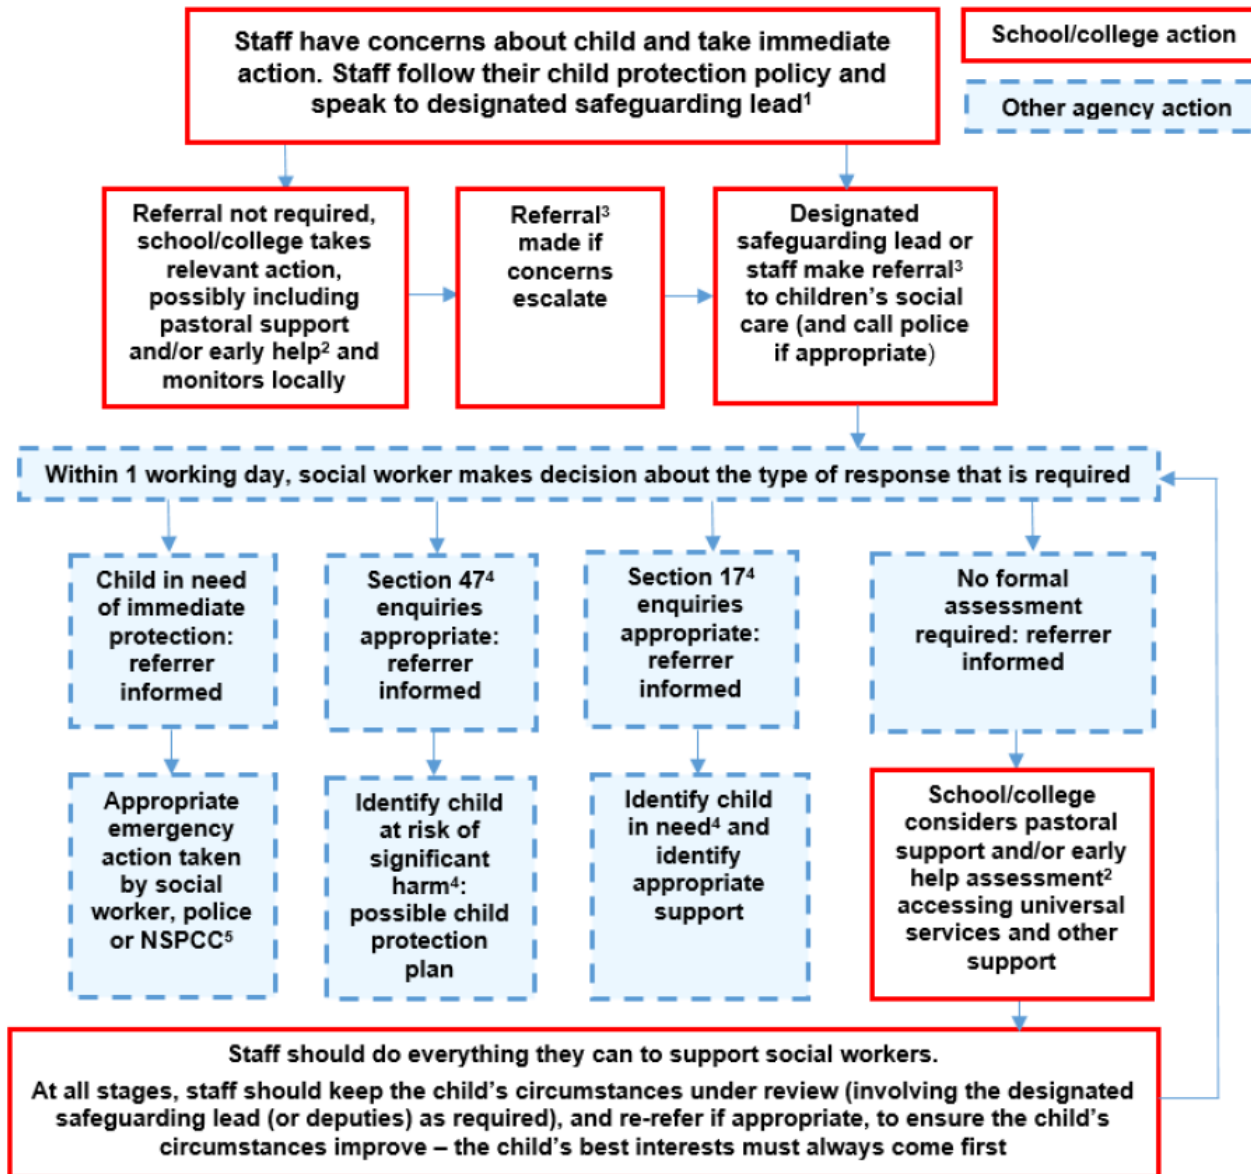 Staff have concerns about child and take immediate
action. Staff follow their child protection policy and
speak to designated safeguarding lead¹
School/college action
Other agency action
Referral not required,
school/college takes
relevant action,
possibly including
pastoral support
and/or early help² and
monitors locally
Referral³
made if
concerns
escalate
Designated
safeguarding lead or
staff make referral³
to children's social
care (and call police
if appropriate)
Within 1 working day, social worker makes decision about the type of response that is required
Child in need
of immediate
protection:
referrer
informed
Section 47⁴
enquiries
appropriate:
referrer
informed
Section 17⁴
enquiries
appropriate:
referrer
informed
No formal
assessment
required: referrer
informed
Appropriate
emergency
action taken
by social
worker, police
or NSPCC⁵
Identify child
at risk of
significant
harm⁴:
possible child
protection
plan
Identify child
in need⁴ and
identify
appropriate
support
School/college
considers pastoral
support and/or early
help assessment²
accessing universal
services and other
support
Staff should do everything they can to support social workers.
At all stages, staff should keep the child's circumstances under review (involving the designated
safeguarding lead (or deputies) as required), and re-refer if appropriate, to ensure the child's
circumstances improve – the child's best interests must always come first